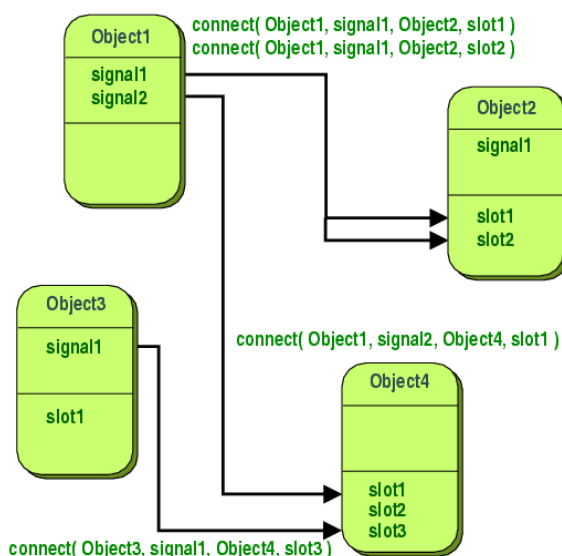 connect( Object1, signal1, Object2, slot1 )
connect( Object1, signal1, Object2, slot2 )
Object1
signal1
signal2
Object2
signal1
slot1
slot2
Object3
signal1
slot1
connect( Object1, signal2, Object4, slot1 )
Object4
slot1
slot2
slot3
connect( Object3, signal1, Object4, slot3 )